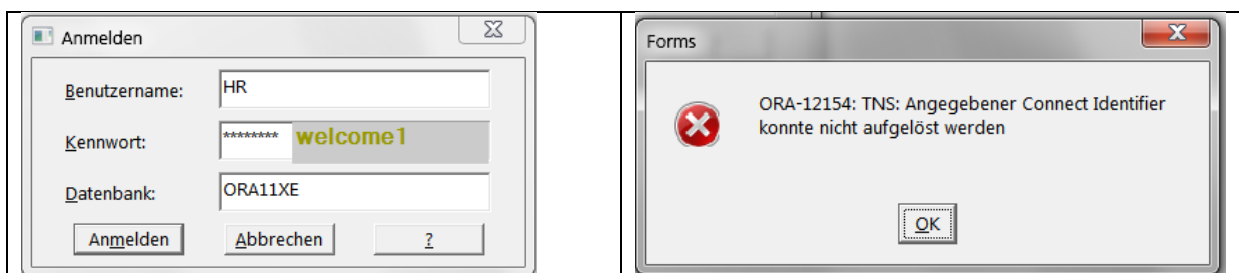 Anmelden
Benutzername: HR
Kennwort: ******** welcome1
Datenbank: ORA11XE
Anmelden Abbrechen ?
Forms
ORA-12154: TNS: Angegebener Connect Identifier
konnte nicht aufgelöst werden
OK